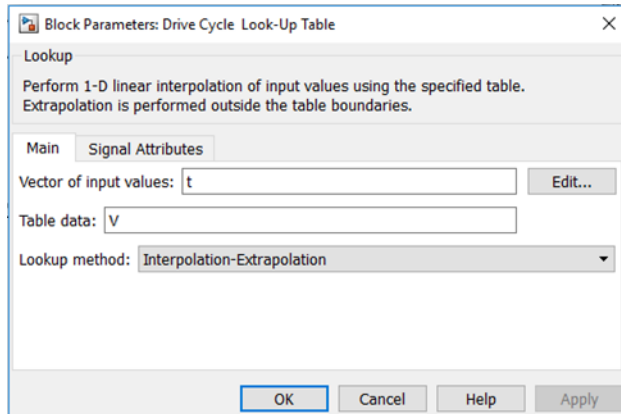 Block Parameters: Drive Cycle Look-Up Table
Lookup
Perform 1-D linear interpolation of input values using the specified table.
Extrapolation is performed outside the table boundaries.
Main Signal Attributes
Vector of input values: t Edit...
Table data: V
Lookup method: Interpolation-Extrapolation
OK Cancel Help Apply